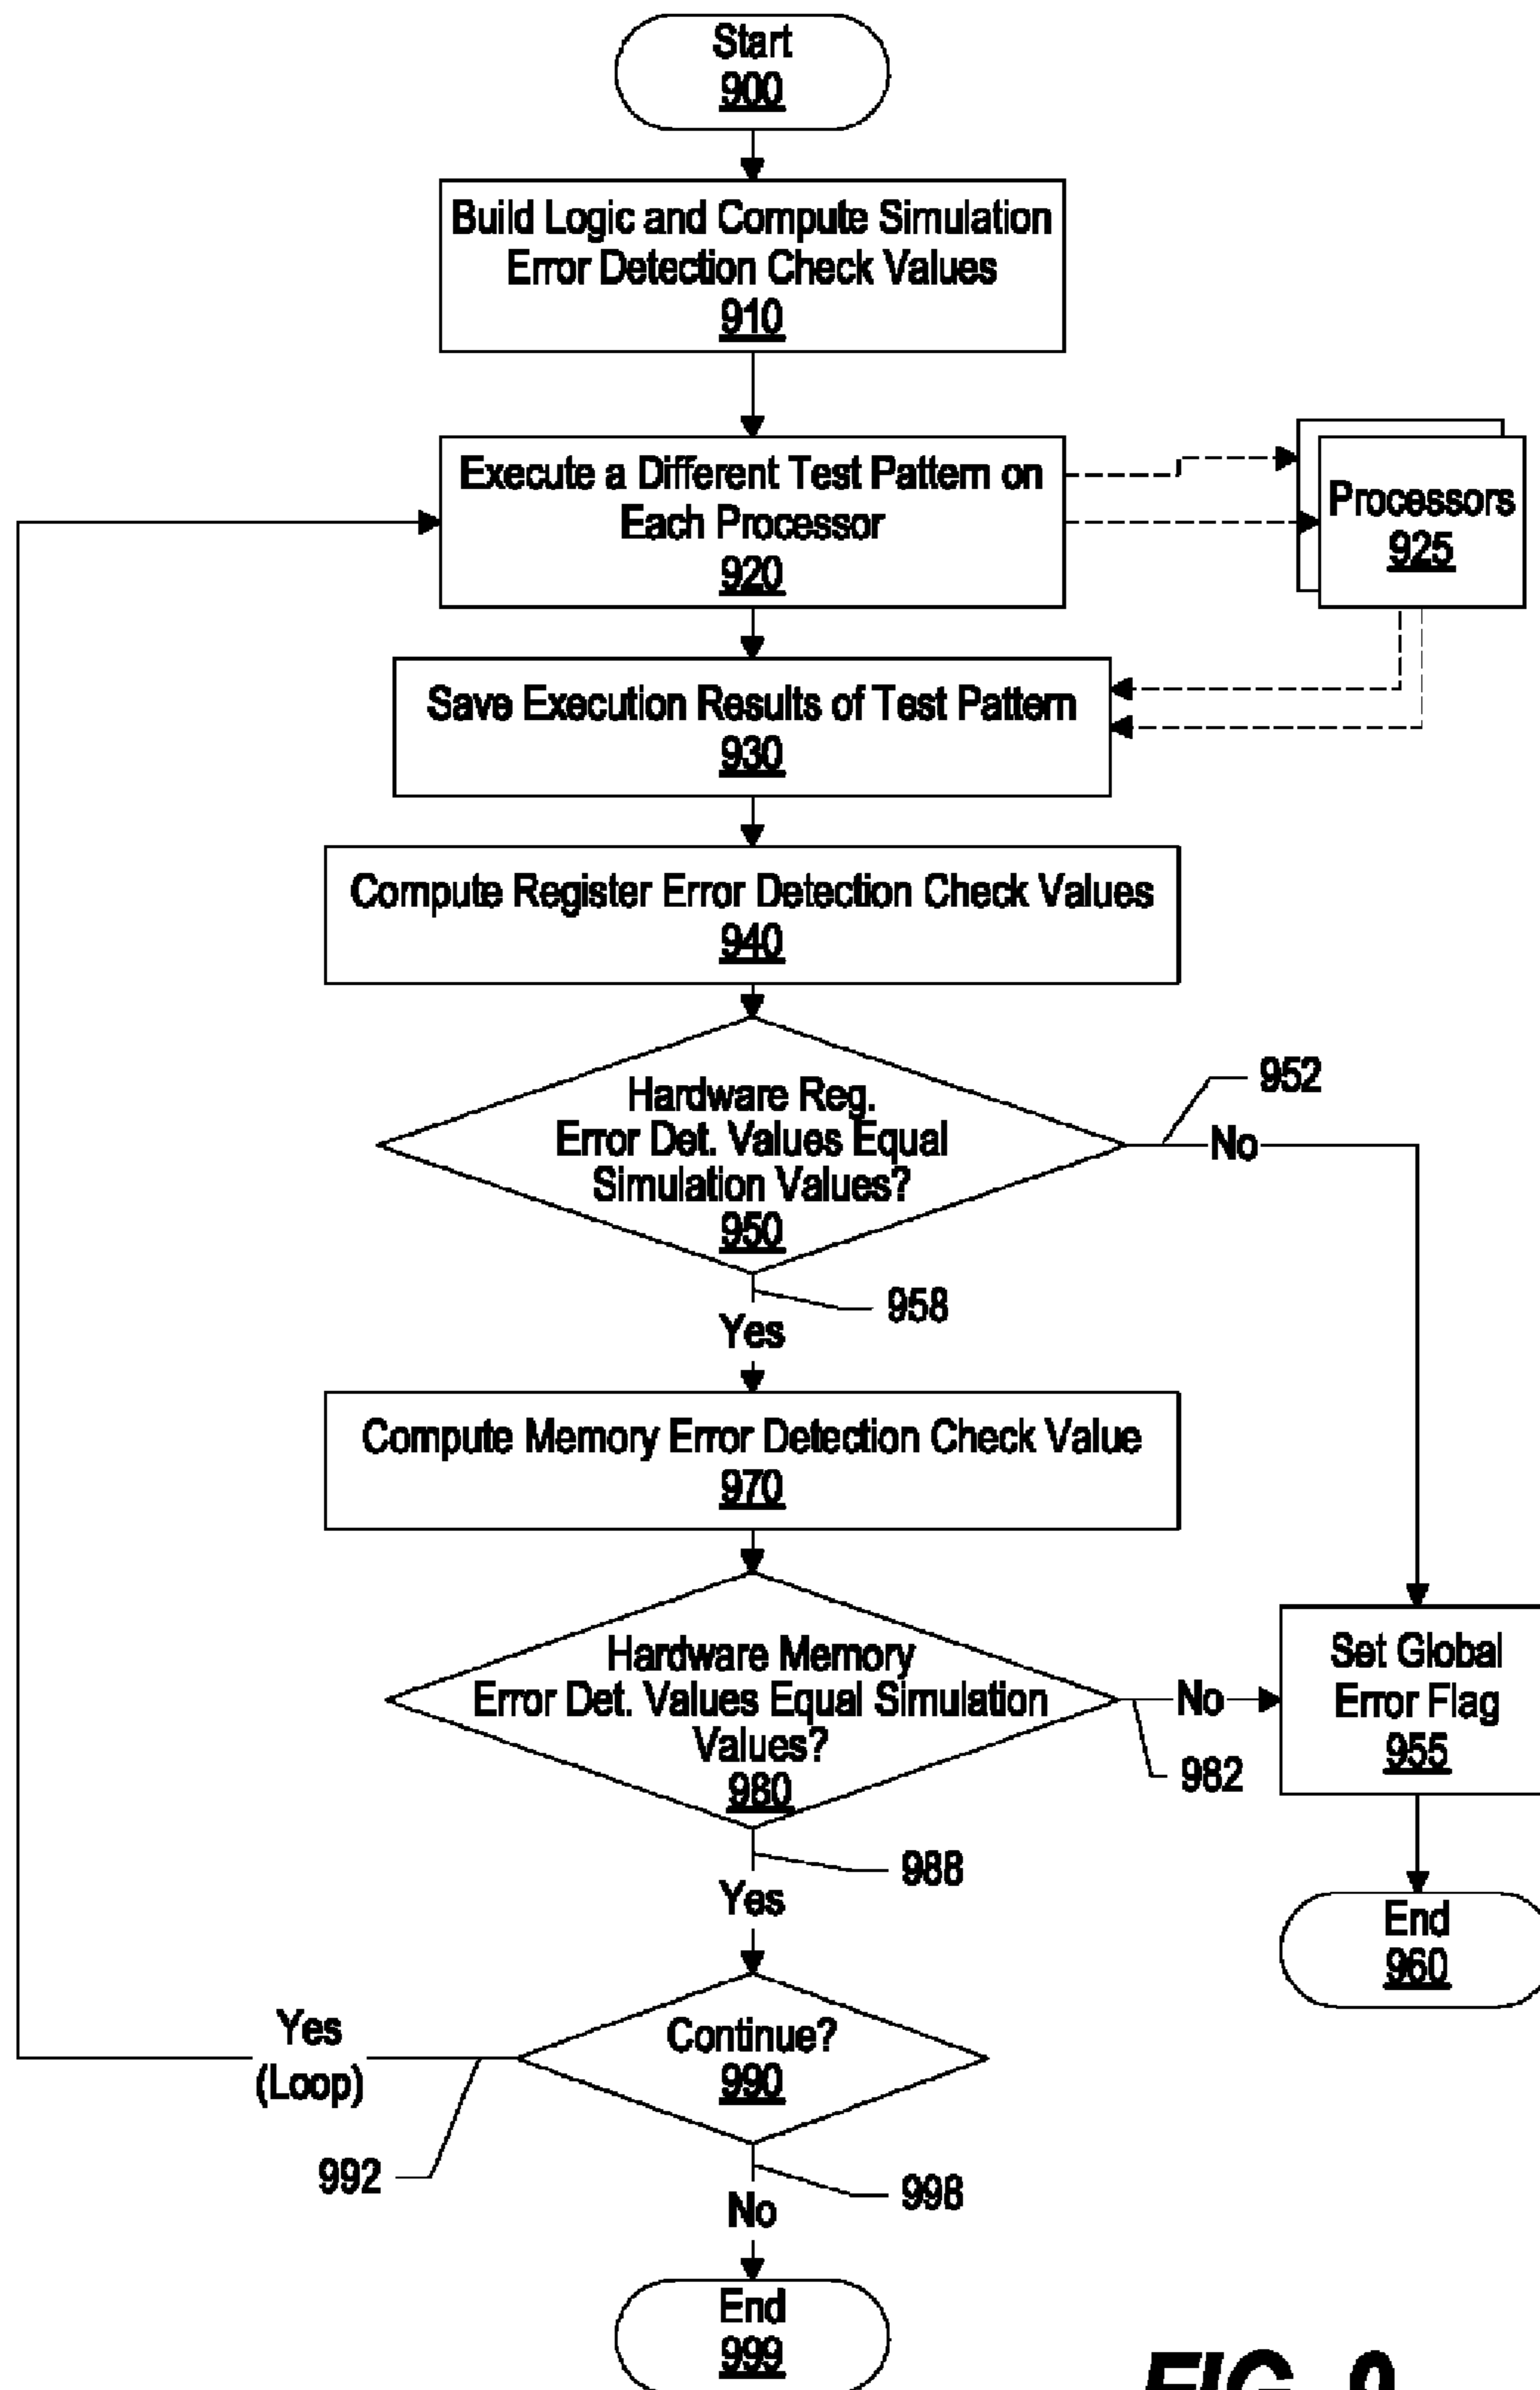 Start
900
Build Logic and Compute Simulation
Error Detection Check Values
910
Execute a Different Test Pattern on
Each Processor
920
Processors
925
Save Execution Results of Test Pattern
930
Compute Register Error Detection Check Values
940
Hardware Reg.
Error Det. Values Equal
Simulation Values?
950
952
No
958
Yes
Compute Memory Error Detection Check Value
970
Hardware Memory
Error Det. Values Equal Simulation
Values?
980
No
982
Set Global
Error Flag
955
End
960
988
Yes
Continue?
990
Yes
(Loop)
992
998
No
End
999
FIG. 9